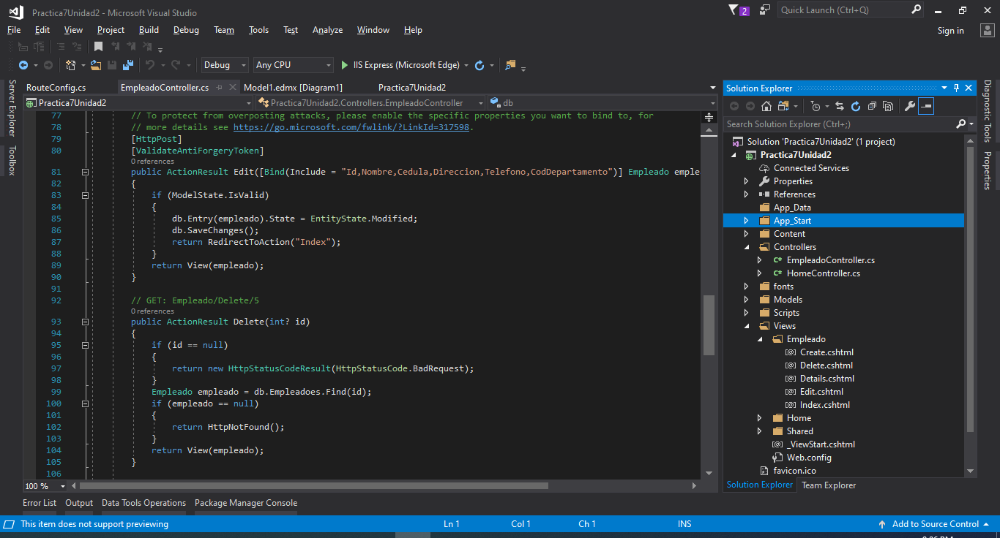 Practica7Unidad2 - Microsoft Visual Studio
2
Quick Launch (Ctrl+Q)
File Edit View Project Build Debug Team Tools Test Analyze Window Help
Sign in
Debug Any CPU IIS Express (Microsoft Edge)
Server Explorer
Toolbox
RouteConfig.cs EmpleadoController.cs Model1.edmx [Diagram1] Practica7Unidad2
Practica7Unidad2 Practica7Unidad2.Controllers.EmpleadoController db
77 // To protect from overposting attacks, please enable the specific properties you want to bind to, for
78 // more details see https://go.microsoft.com/fwlink/?LinkId=317598.
79 [HttpPost]
80 [ValidateAntiForgeryToken]
0 references
81 public ActionResult Edit([Bind(Include = "Id,Nombre,Cedula,Direccion,Telefono,CodDepartamento")] Empleado emple
82 {
83 if (ModelState.IsValid)
84 {
85 db.Entry(empleado).State = EntityState.Modified;
86 db.SaveChanges();
87 return RedirectToAction("Index");
88 }
89 return View(empleado);
90 }
91
92 // GET: Empleado/Delete/5
0 references
93 public ActionResult Delete(int? id)
94 {
95 if (id == null)
96 {
97 return new HttpStatusCodeResult(HttpStatusCode.BadRequest);
98 }
99 Empleado empleado = db.Empleadoes.Find(id);
100 if (empleado == null)
101 {
102 return HttpNotFound();
103 }
104 return View(empleado);
105 }
106
100 %
Solution Explorer
Search Solution Explorer (Ctrl+;)
Solution 'Practica7Unidad2' (1 project)
Practica7Unidad2
Connected Services
Properties
References
App_Data
App_Start
Content
Controllers
C# EmpleadoController.cs
C# HomeController.cs
fonts
Models
Scripts
Views
Empleado
Create.cshtml
Delete.cshtml
Details.cshtml
Edit.cshtml
Index.cshtml
Home
Shared
_ViewStart.cshtml
Web.config
favicon.ico
Solution Explorer Team Explorer
Diagnostic Tools
Properties
Error List Output Data Tools Operations Package Manager Console
This item does not support previewing Ln 1 Col 1 Ch 1 INS Add to Source Control